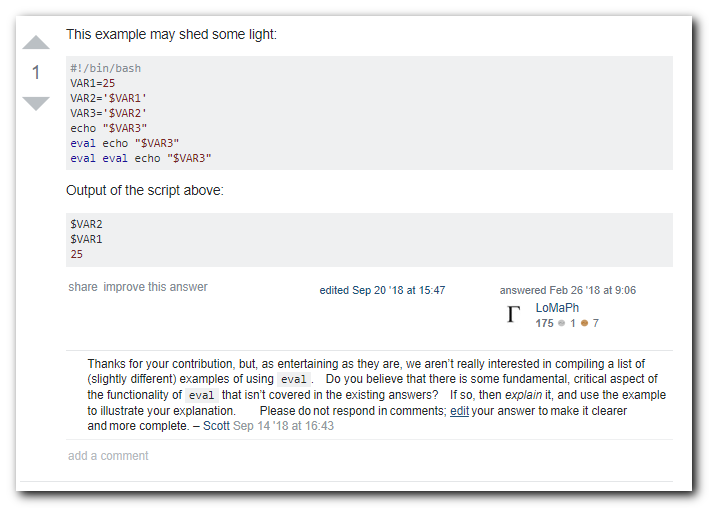 This example may shed some light:
1
#!/bin/bash
VAR1=25
VAR2='$VAR1'
VAR3='$VAR2'
echo "$VAR3"
eval echo "$VAR3"
eval eval echo "$VAR3"
Output of the script above:
$VAR2
$VAR1
25
share improve this answer
edited Sep 20 '18 at 15:47
answered Feb 26 '18 at 9:06
Γ
LoMaPh
175 1 7
Thanks for your contribution, but, as entertaining as they are, we aren't really interested in compiling a list of
(slightly different) examples of using eval. Do you believe that there is some fundamental, critical aspect of
the functionality of eval that isn't covered in the existing answers? If so, then explain it, and use the example
to illustrate your explanation. Please do not respond in comments; edit your answer to make it clearer
and more complete. – Scott Sep 14 '18 at 16:43
add a comment